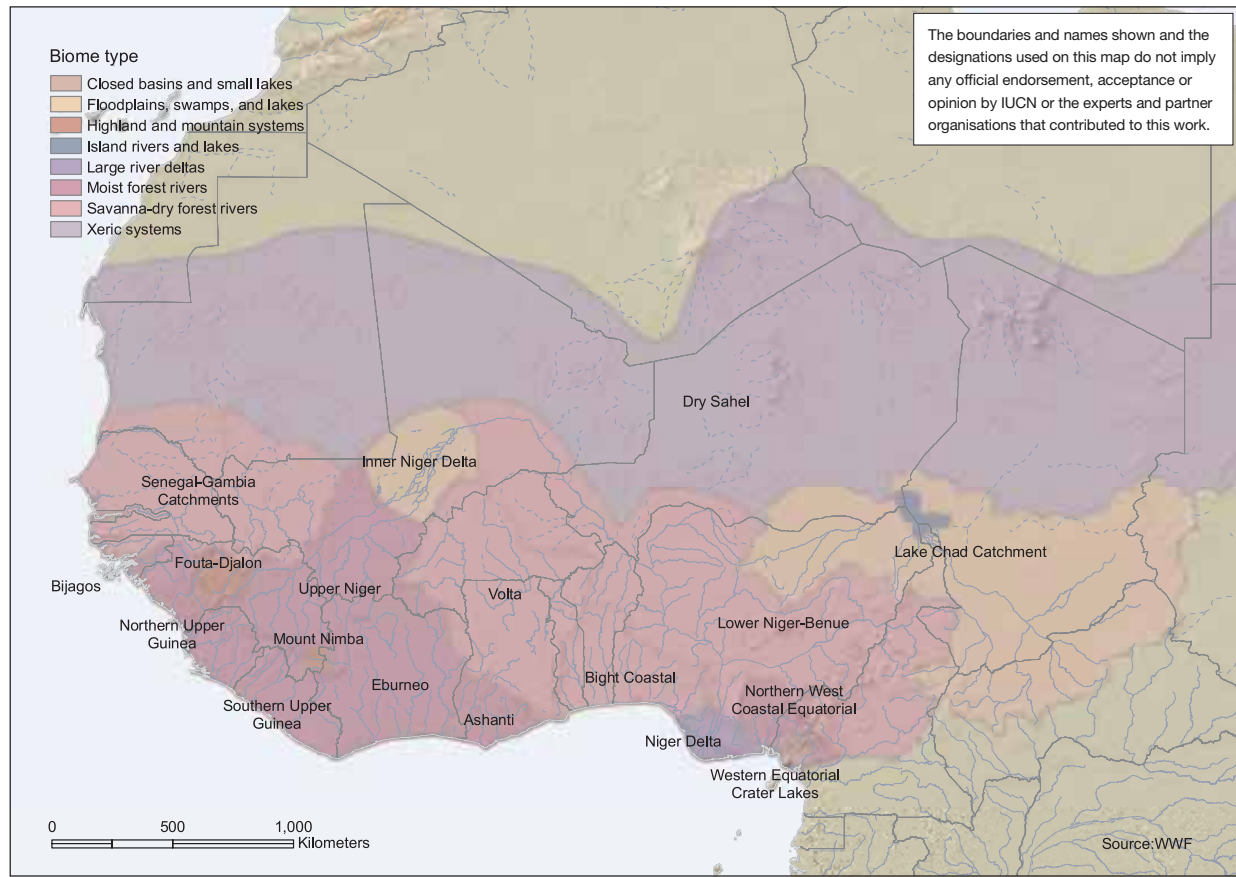 The boundaries and names shown and the
designations used on this map do not imply
any official endorsement, acceptance or
opinion by IUCN or the experts and partner
organisations that contributed to this work.
Biome type
Closed basins and small lakes
Floodplains, swamps, and lakes
Highland and mountain systems
Island rivers and lakes
Large river deltas
Moist forest rivers
Savanna-dry forest rivers
Xeric systems
Dry Sahel
Inner Niger Delta
Senegal-Gambia
Catchments
Lake Chad Catchment
Fouta-Djalon
Bijagos
Upper Niger
Volta
Northern Upper
Guinea
Mount Nimba
Lower Niger-Benue
Bight Coastal
Eburneo
Northern West
Coastal Equatorial
Southern Upper
Guinea
Ashanti
Niger Delta
Western Equatorial
Crater Lakes
0 500 1,000
Kilometers
Source:WWF